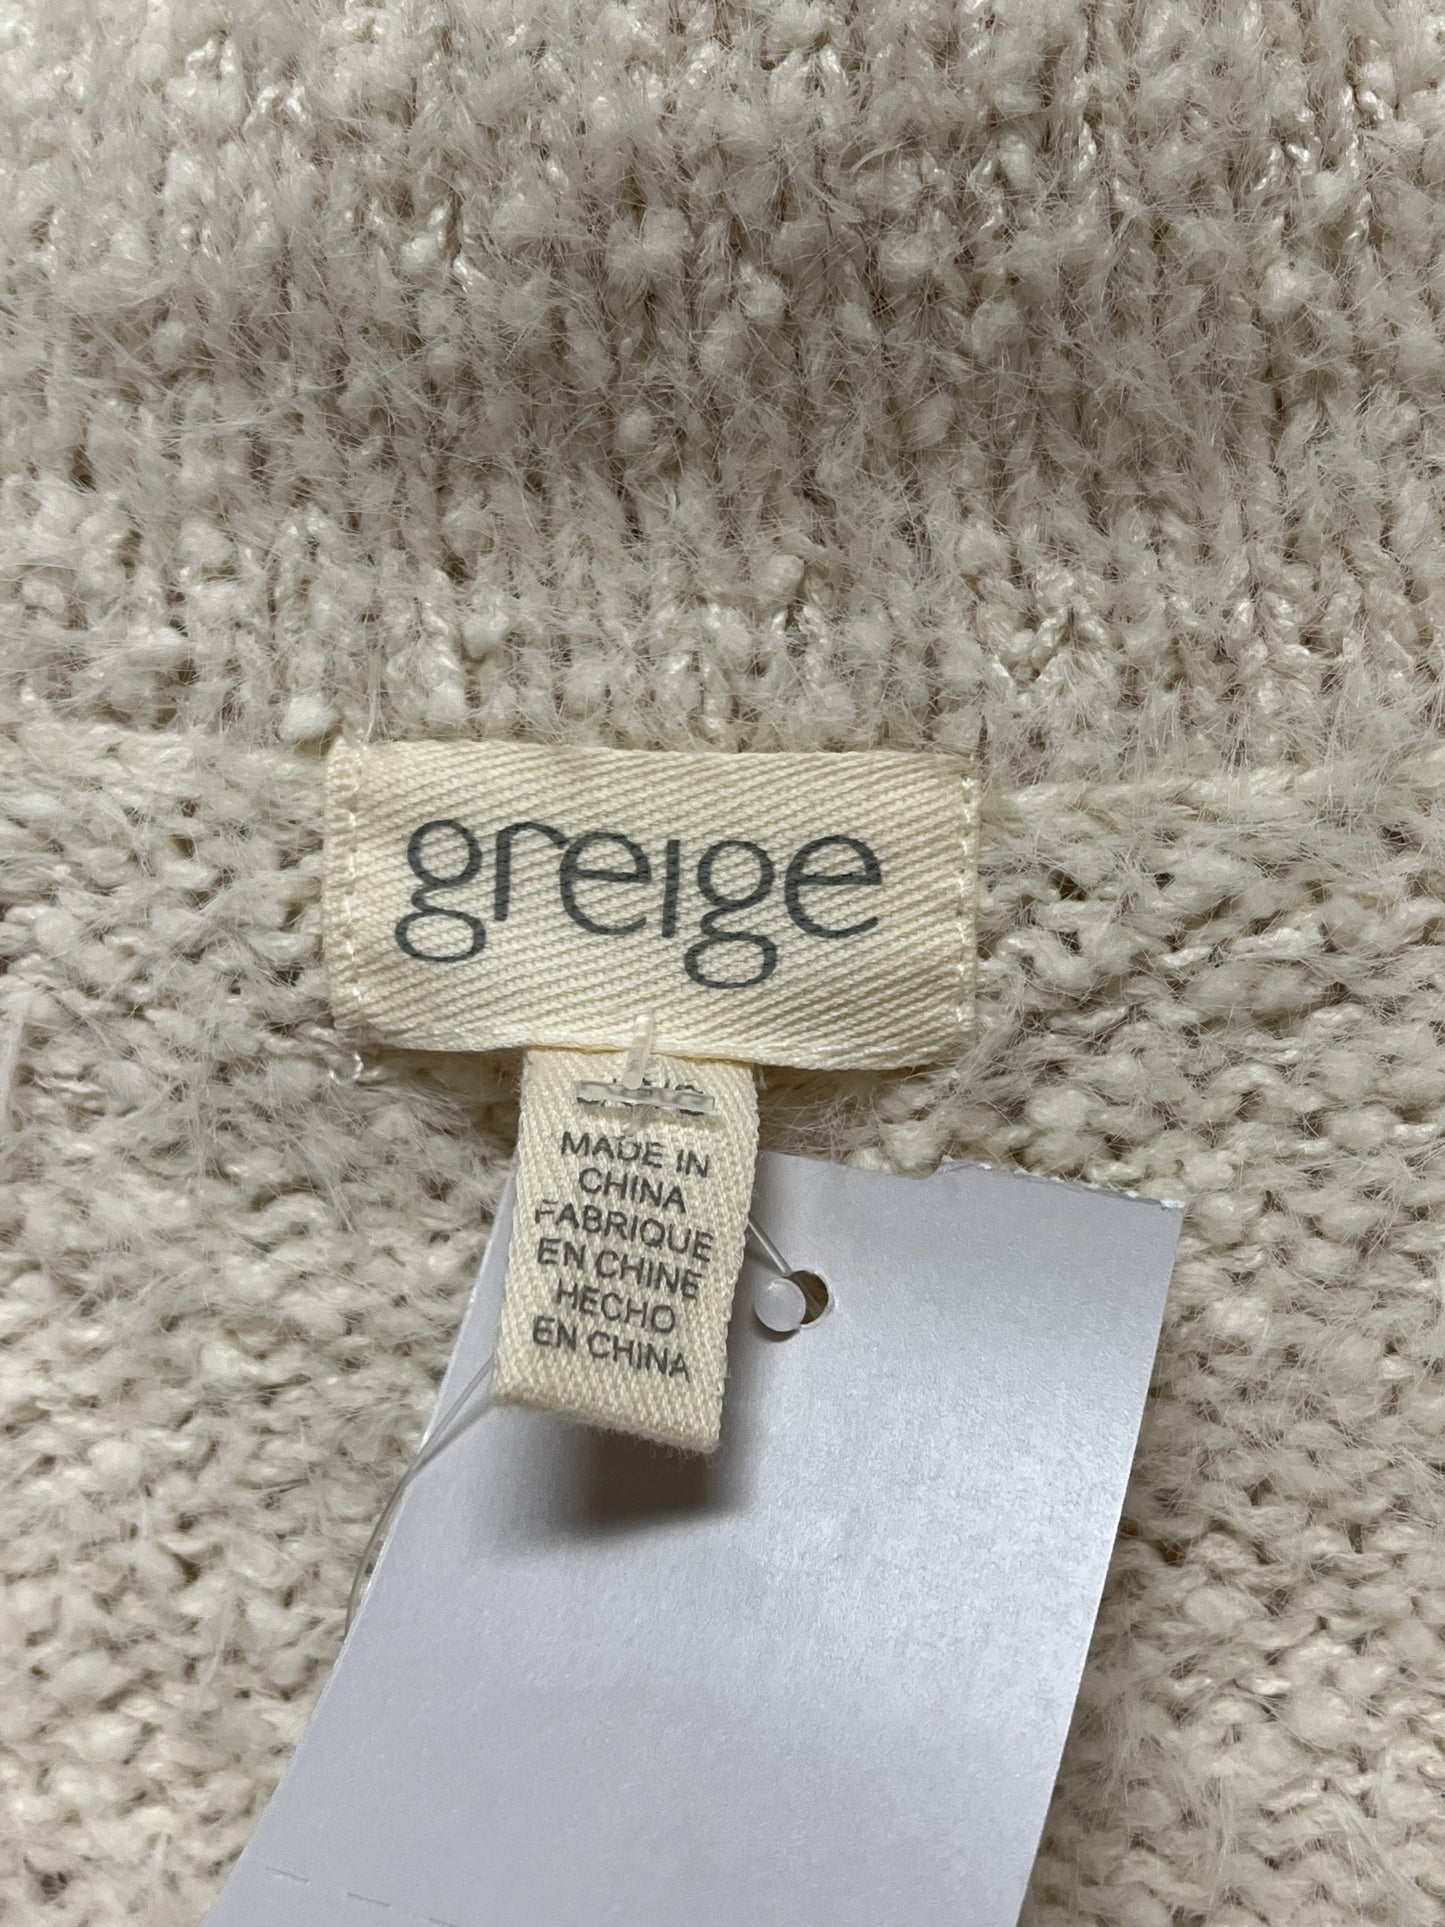 greige
MADE IN
CHINA
FABRIQUE
EN CHINE
HECHO
EN CHINA